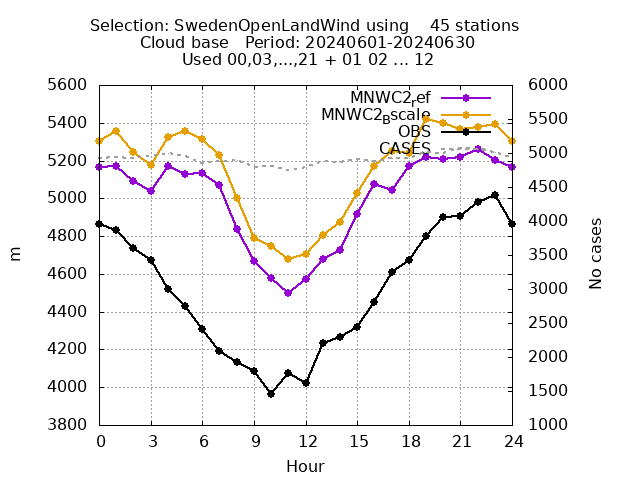 Selection: SwedenOpenLandWind using    45 stations
Cloud base   Period: 20240601-20240630
Used 00,03,...,21 + 01 02 ... 12
5600
5400
5200
5000
4800
4600
4400
4200
4000
3800
6000
5500
5000
4500
4000
3500
3000
2500
2000
1500
1000
MNWC2ref
MNWC2Bscale
OBS
CASES
m
No cases
0 3 6 9 12 15 18 21 24
Hour